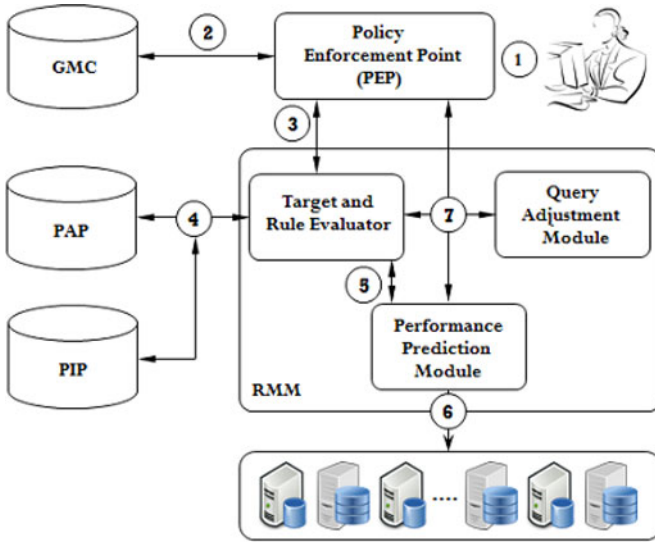 GMC
2
Policy
Enforcement Point
(PEP)
1
3
PAP
4
Target and
Rule Evaluator
7
Query
Adjustment
Module
5
PIP
Performance
Prediction
Module
RMM
6
....